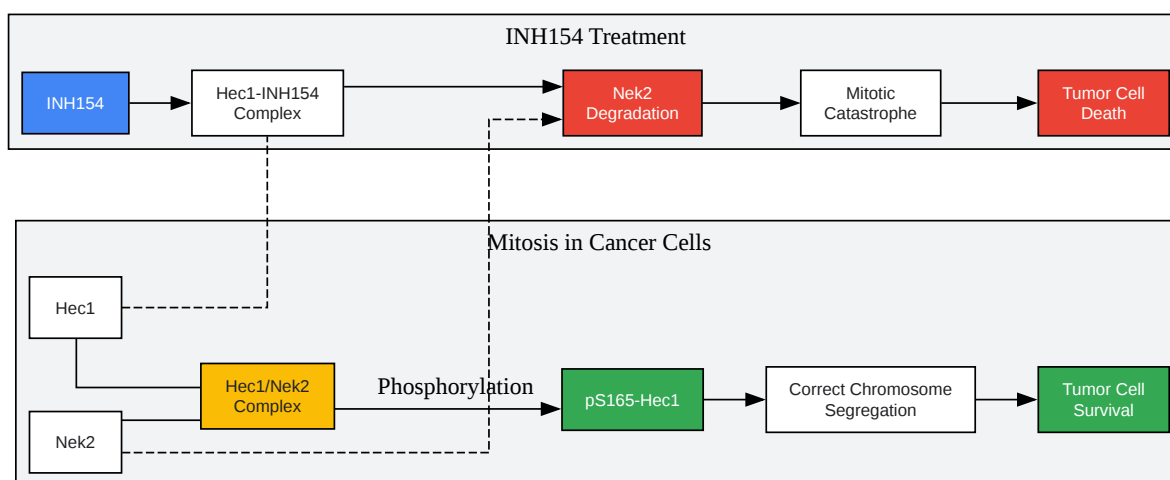 INH154 Treatment
INH154
Hec1-INH154
Complex
Nek2
Degradation
Mitotic
Catastrophe
Tumor Cell
Death
Mitosis in Cancer Cells
Hec1
Nek2
Hec1/Nek2
Complex
Phosphorylation
pS165-Hec1
Correct Chromosome
Segregation
Tumor Cell
Survival